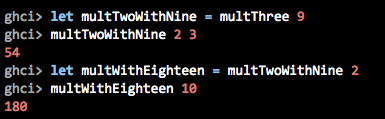 ghci> let multTwoWithNine = multThree 9
ghci> multTwoWithNine 2 3
54
ghci> let multWithEighteen = multTwoWithNine 2
ghci> multWithEighteen 10
180